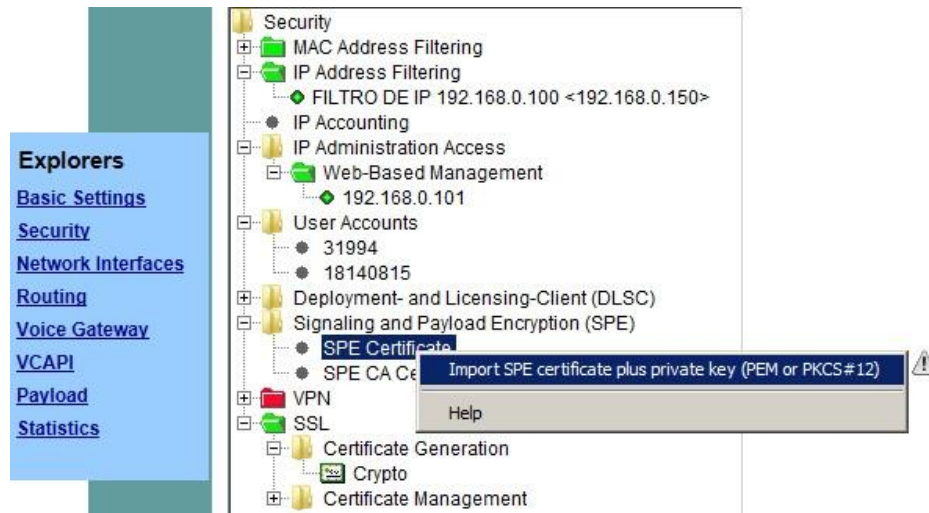 Explorers
Basic Settings
Security
Network Interfaces
Routing
Voice Gateway
VCAPI
Payload
Statistics
Security
MAC Address Filtering
IP Address Filtering
FILTRO DE IP 192.168.0.100 <192.168.0.150>
IP Accounting
IP Administration Access
Web-Based Management
192.168.0.101
User Accounts
31994
18140815
Deployment- and Licensing-Client (DLSC)
Signaling and Payload Encryption (SPE)
SPE Certificate
SPE CA Ce
VPN
SSL
Certificate Generation
Crypto
Certificate Management
Import SPE certificate plus private key (PEM or PKCS#12)
Help